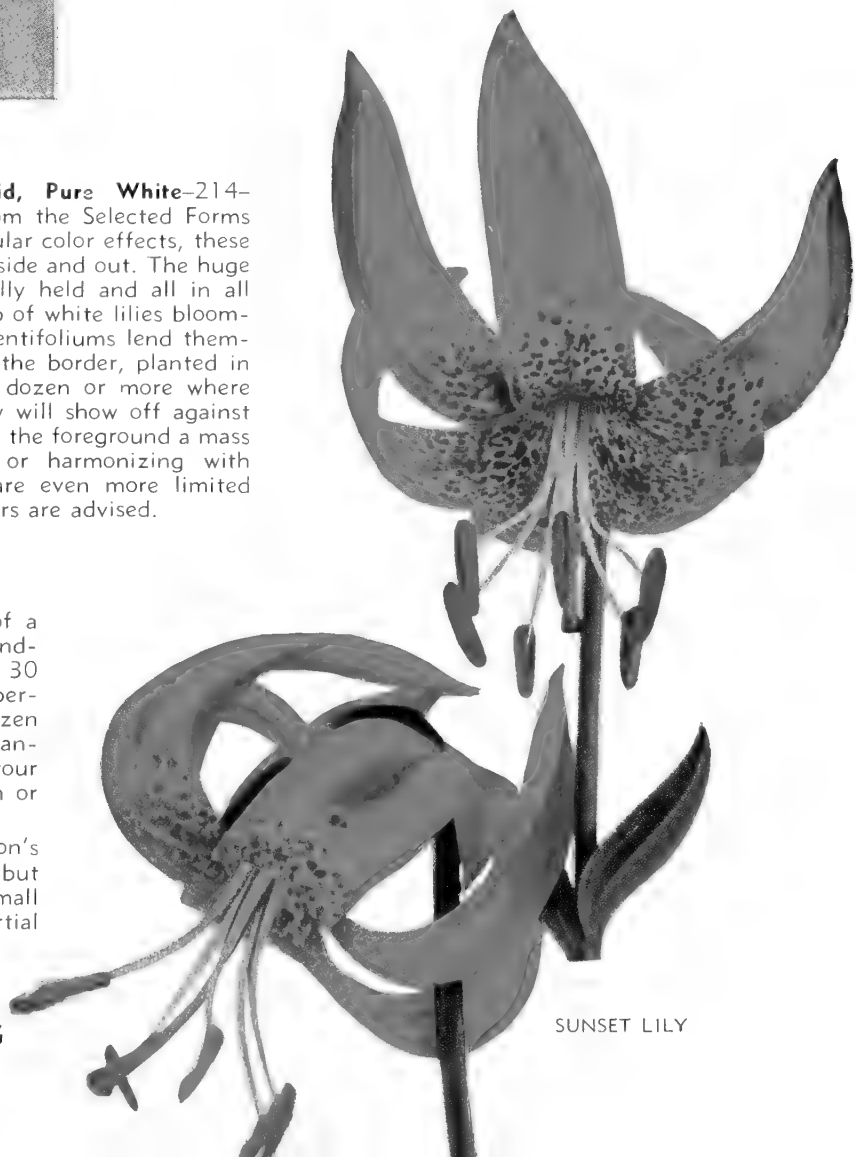 id, Pure White–214–
om the Selected Forms
ular color effects, these
side and out. The huge
lly held and all in all
o of white lilies bloom-
entifoliums lend them-
the border, planted in
dozen or more where
y will show off against
the foreground a mass
or harmonizing with
are even more limited
rs are advised.
of a
nd-
30
per-
zen
an-
our
n or
on's
but
mall
rtial
G
SUNSET LILY